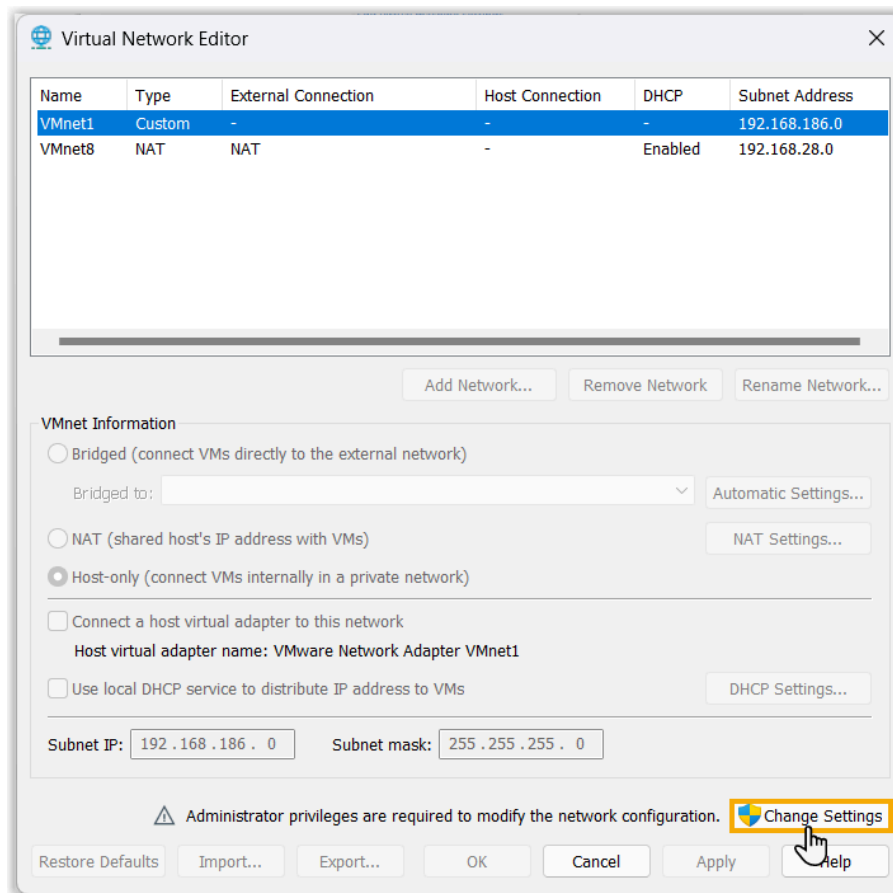 Virtual Network Editor
Name Type External Connection Host Connection DHCP Subnet Address
VMnet1 Custom - - - 192.168.186.0
VMnet8 NAT NAT - Enabled 192.168.28.0
Add Network... Remove Network Rename Network...
VMnet Information
Bridged (connect VMs directly to the external network)
Bridged to: Automatic Settings...
NAT (shared host's IP address with VMs) NAT Settings...
Host-only (connect VMs internally in a private network)
Connect a host virtual adapter to this network
Host virtual adapter name: VMware Network Adapter VMnet1
Use local DHCP service to distribute IP address to VMs DHCP Settings...
Subnet IP: 192 . 168 . 186 . 0 Subnet mask: 255 . 255 . 255 . 0
Administrator privileges are required to modify the network configuration. Change Settings
Restore Defaults Import... Export... OK Cancel Apply Help